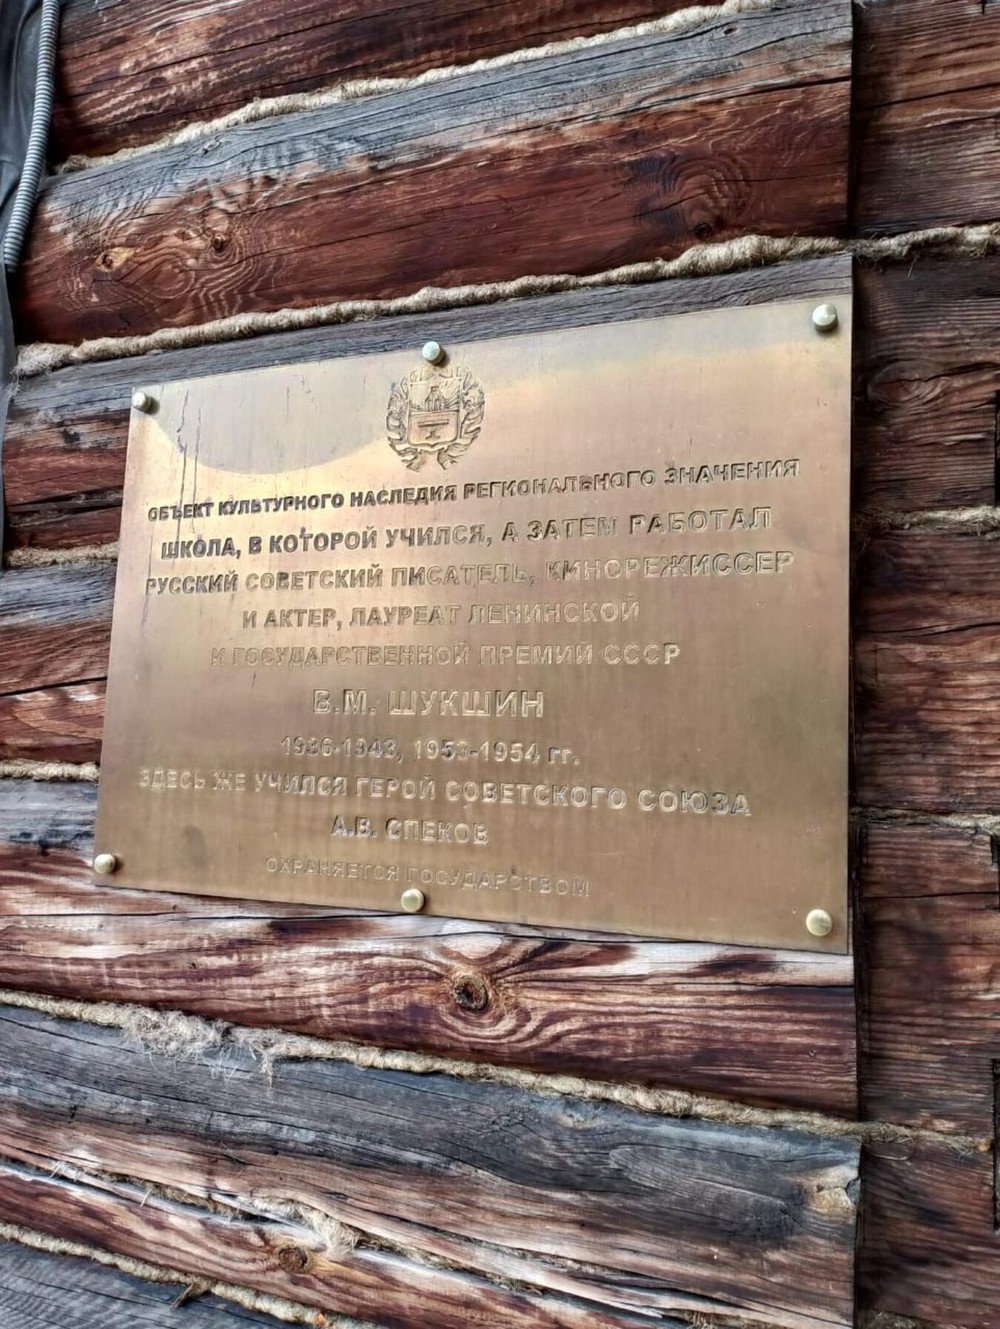 ОБЪЕКТ КУЛЬТУРНОГО НАСЛЕДИЯ РЕГИОНАЛЬНОГО ЗНАЧЕНИЯ
ШКОЛА, В КОТОРОЙ УЧИЛСЯ, А ЗАТЕМ РАБОТАЛ
РУССКИЙ СОВЕТСКИЙ ПИСАТЕЛЬ, КИНОРЕЖИССЕР
И АКТЕР, ЛАУРЕАТ ЛЕНИНСКОЙ
И ГОСУДАРСТВЕННОЙ ПРЕМИЙ СССР
В.М. ШУКШИН
1936-1943, 1953-1954 гг.
ЗДЕСЬ ЖЕ УЧИЛСЯ ГЕРОЙ СОВЕТСКОГО СОЮЗА
А.В. СПЕКОВ
ОХРАНЯЕТСЯ ГОСУДАРСТВОМ